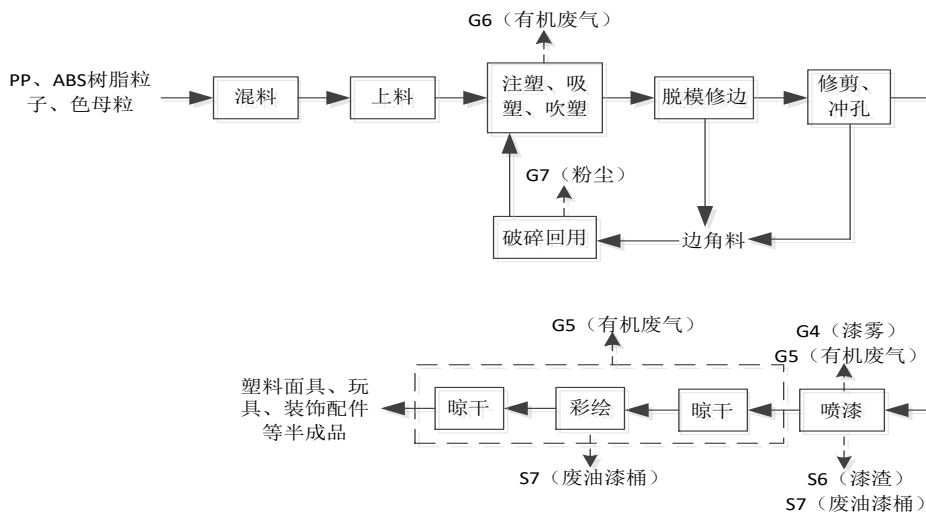 G6（有机废气）
PP、ABS树脂粒
子、色母粒
混料
上料
注塑、吸
塑、吹塑
脱模修边
修剪、
冲孔
G7（粉尘）
破碎回用
边角料
G5（有机废气）
G4（漆雾）
G5（有机废气）
塑料面具、玩
具、装饰配件
等半成品
晾干
彩绘
晾干
喷漆
S7（废油漆桶）
S6（漆渣）
S7（废油漆桶）